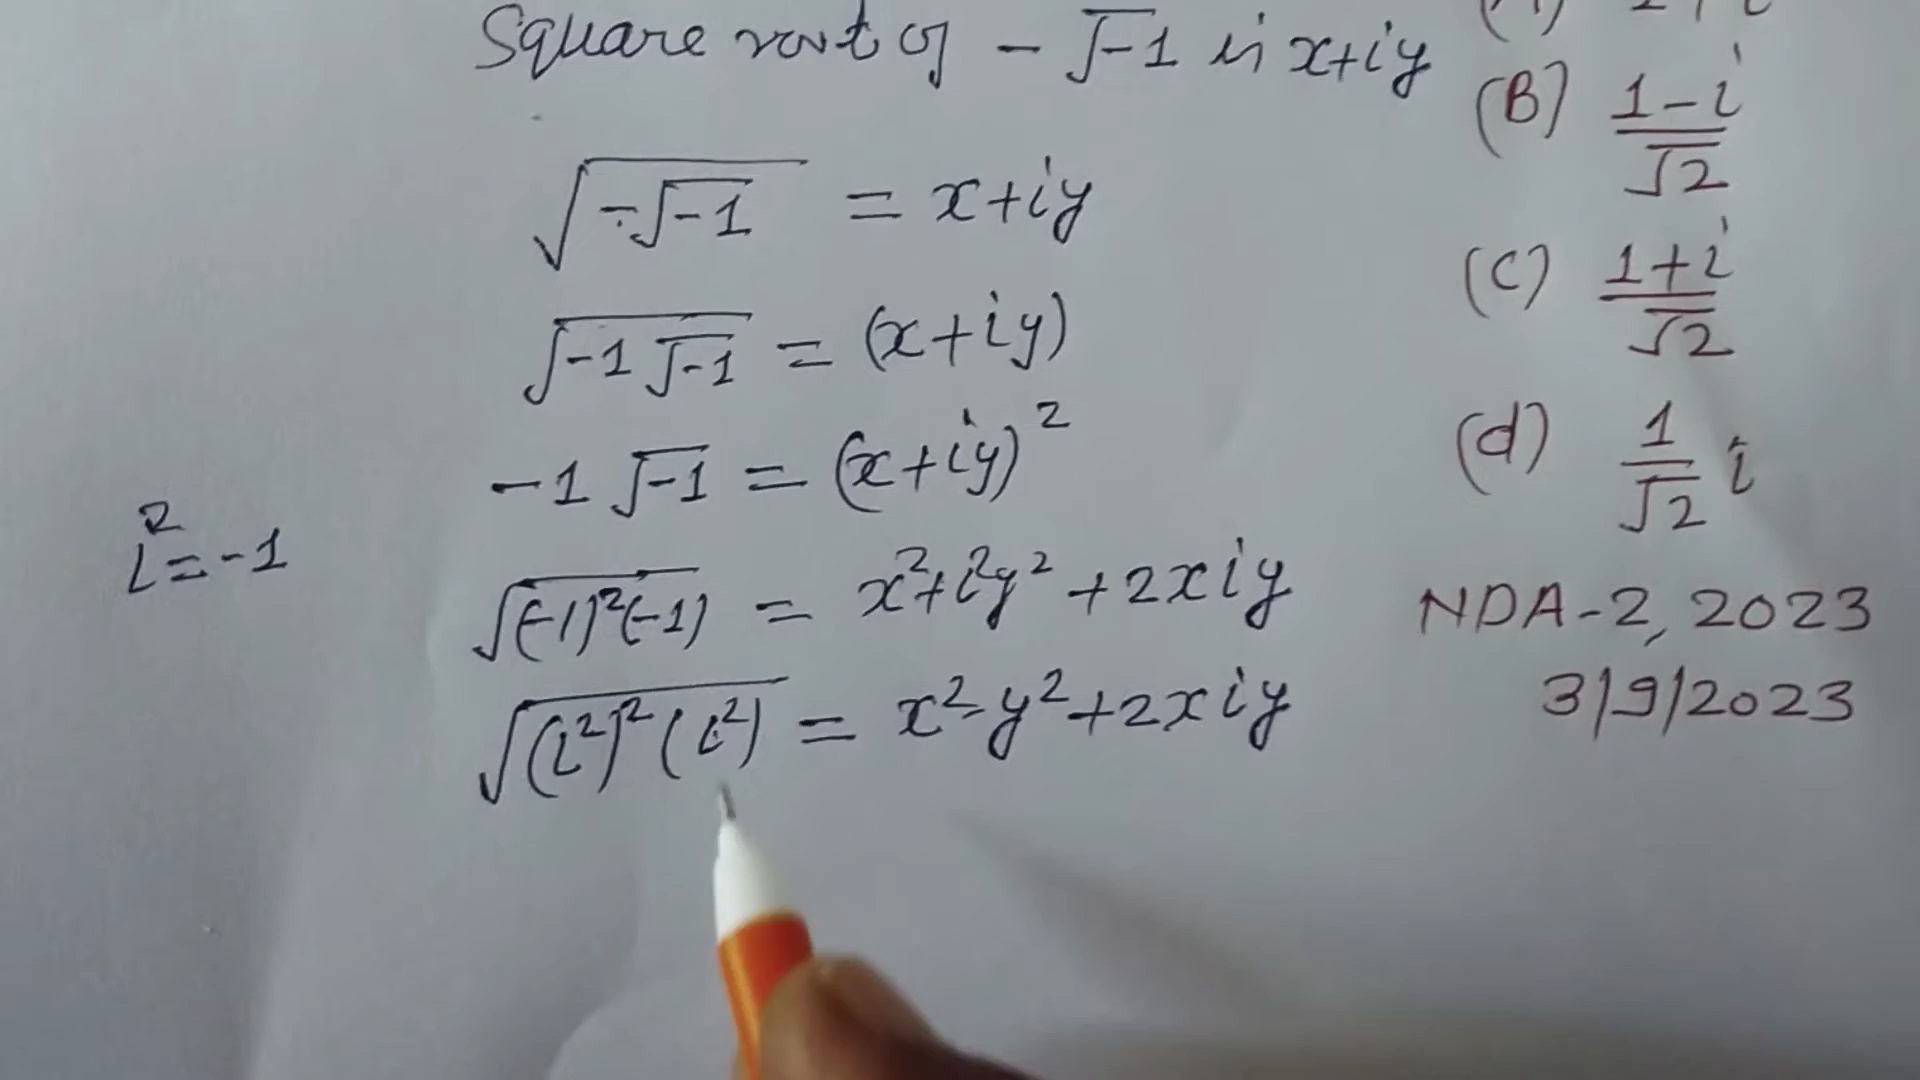 Square root of - √-1 is x+iy
√(-√-1) = x+iy
√(-1√-1) = (x+iy)
-1 √-1 = (x+iy)²
i² = -1
√((-1)²(-1)) = x²+i²y²+2xiy
√((i²)²(i²)) = x²-y²+2xiy
(B) (1-i)/√2
(C) (1+i)/√2
(d) 1/√2 i
NDA-2, 2023
3/9/2023